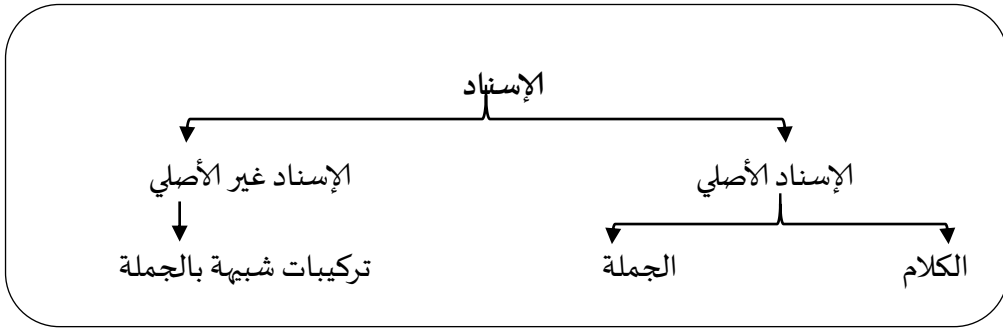 الإسناد
الإسناد الأصلي
الإسناد غير الأصلي
الكلام
الجملة
تركيبات شبيهة بالجملة